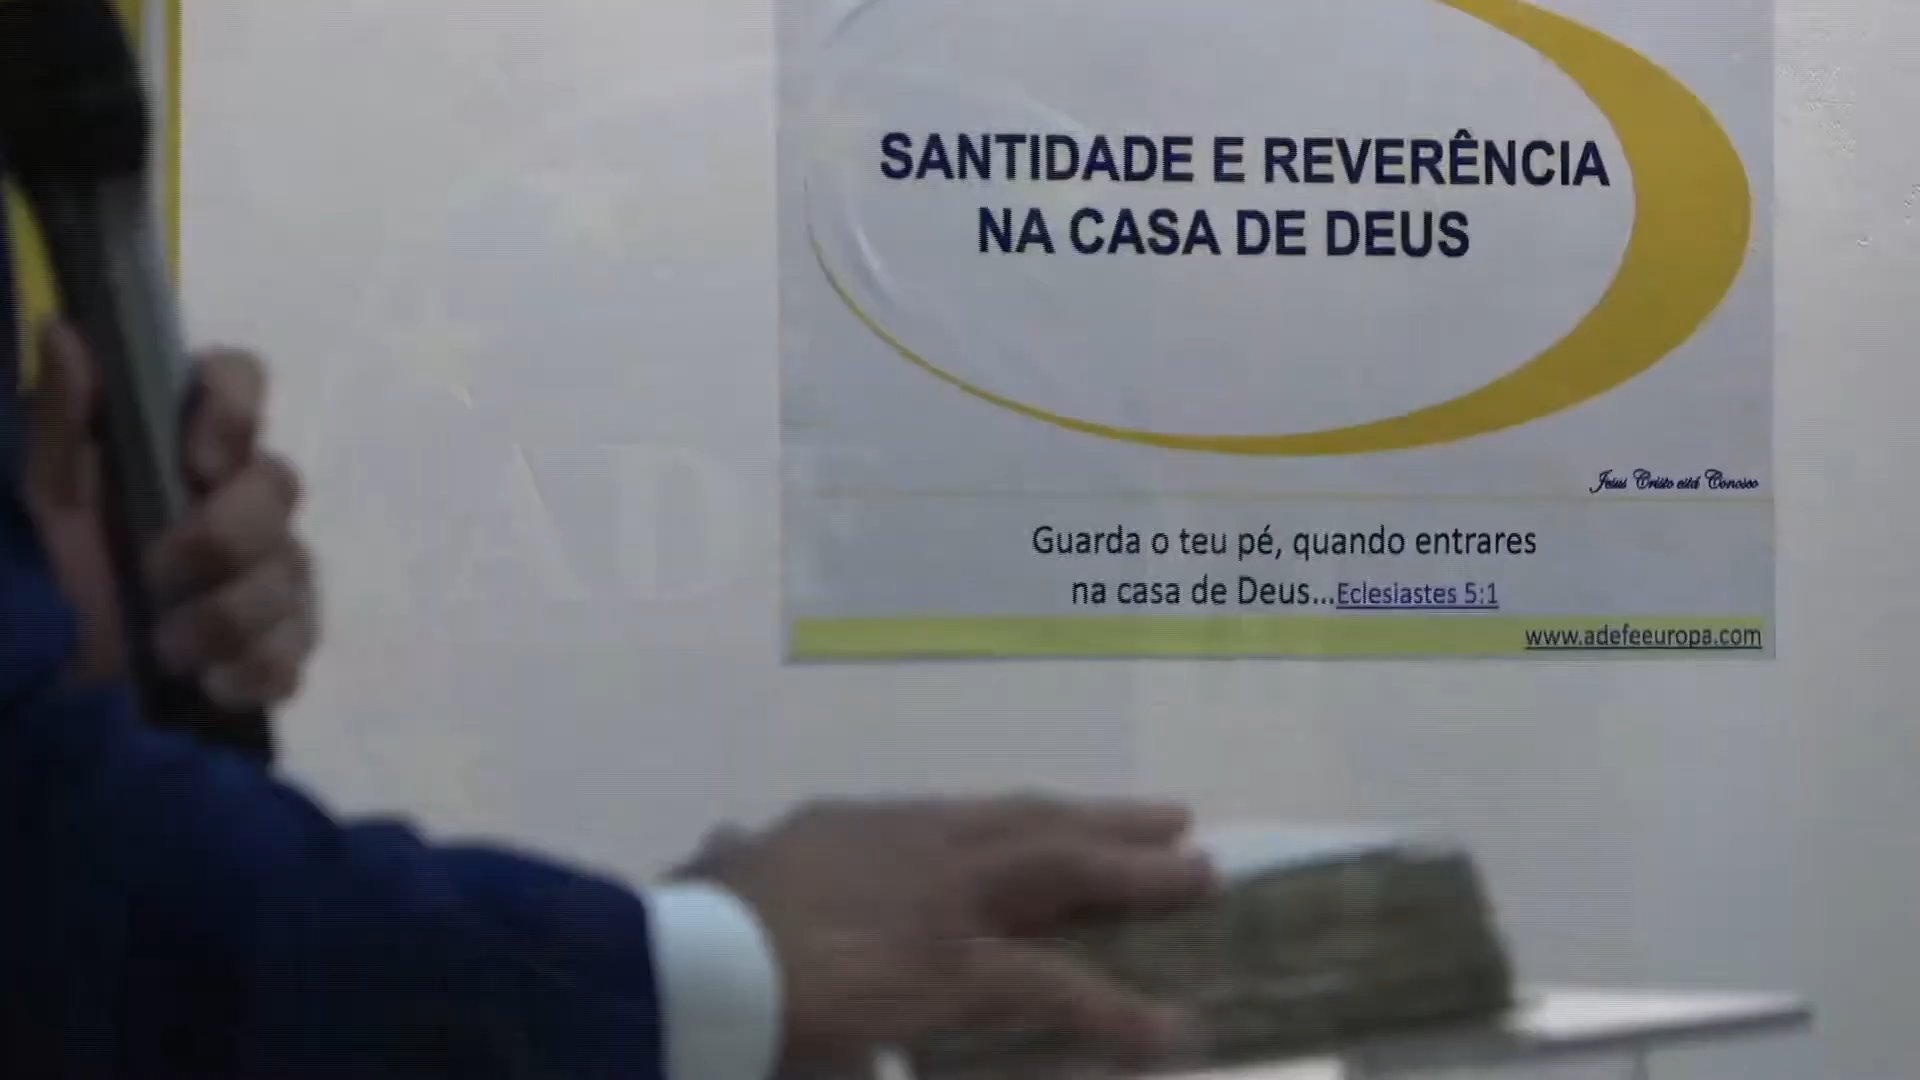 SANTIDADE E REVERÊNCIA
NA CASA DE DEUS
Jesus Cristo está Conosco
Guarda o teu pé, quando entrares
na casa de Deus...Eclesiastes 5:1
www.adefeeuropa.com
AD